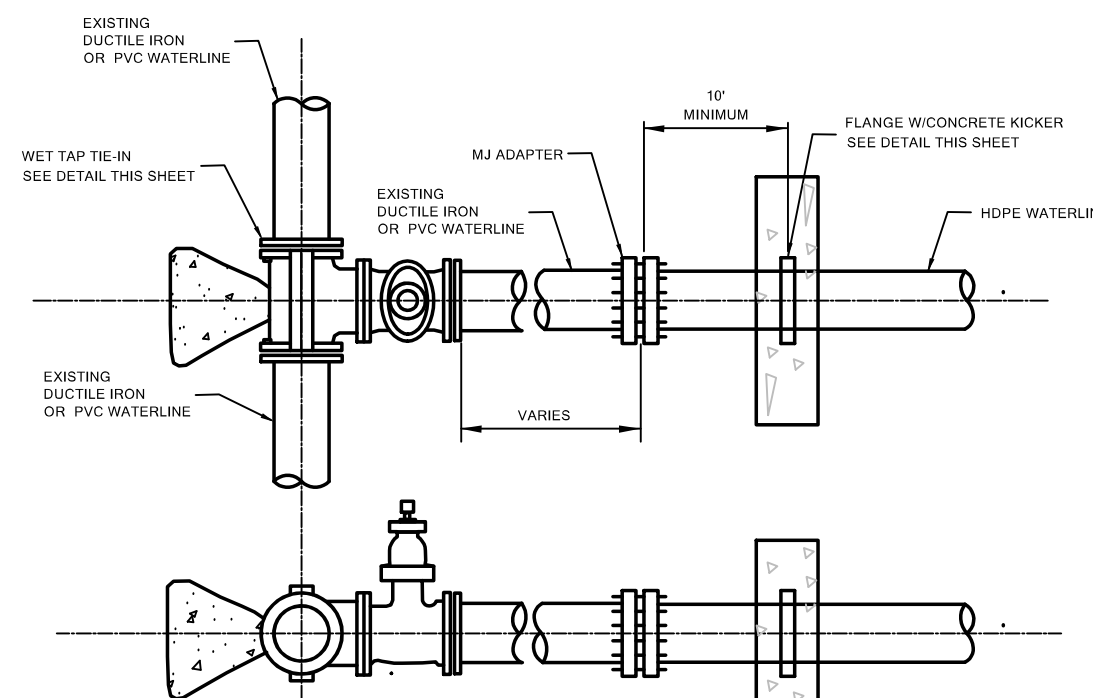 EXISTING
DUCTILE IRON
OR PVC WATERLINE
10'
MINIMUM
FLANGE W/CONCRETE KICKER
SEE DETAIL THIS SHEET
WET TAP TIE-IN
SEE DETAIL THIS SHEET
MJ ADAPTER
EXISTING
DUCTILE IRON
OR PVC WATERLINE
HDPE WATERLIN
EXISTING
DUCTILE IRON
OR PVC WATERLINE
VARIES